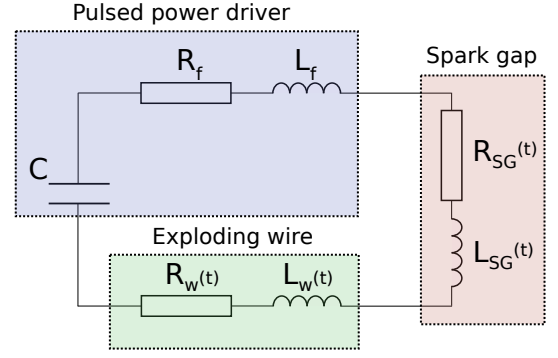 Pulsed power driver
R_f
L_f
Spark gap
C
R_SG(t)
L_SG(t)
Exploding wire
R_w(t)
L_w(t)